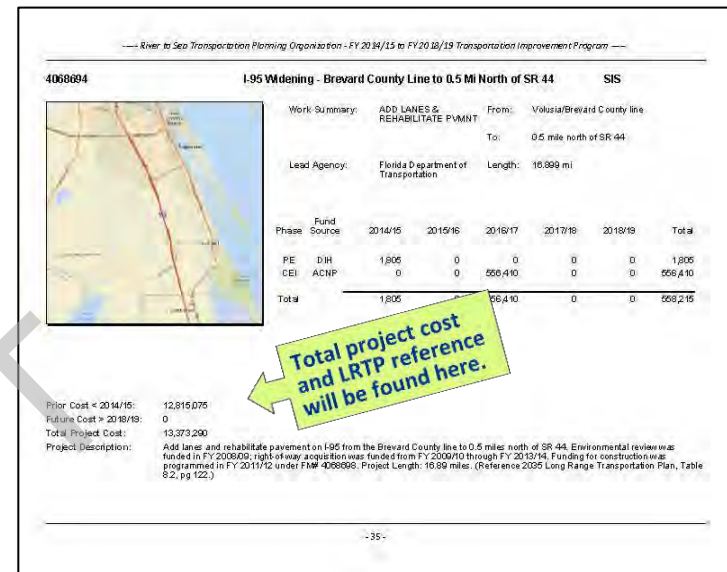 ---- River to Sea Transportation Planning Organization - FY 2014/15 to FY 2018/19 Transportation Improvement Program ----
4068694 I-95 Widening - Brevard County Line to 0.5 Mi North of SR 44 SIS
Work Summary: ADD LANES & REHABILITATE PVMNT From: Volusia/Brevard County line
To: 0.5 mile north of SR 44
Lead Agency: Florida Department of Transportation Length: 16.899 mi
Phase Fund Source 2014/15 2015/16 2016/17 2017/18 2018/19 Total
PE DIH 1,805 0 0 0 0 1,805
CEI ACNP 0 0 556,410 0 0 556,410
Total 1,805 56,410 0 0 558,215
Total project cost
and LRTP reference
will be found here.
Prior Cost < 2014/15: 12,815,075
Future Cost > 2018/19: 0
Total Project Cost: 13,373,290
Project Description: Add lanes and rehabilitate pavement on I-95 from the Brevard County line to 0.5 miles north of SR 44. Environmental review was
funded in FY 2008/09; right-of-way acquisition was funded from FY 2009/10 through FY 2013/14. Funding for construction was
programmed in FY 2011/12 under FM# 4068698. Project Length: 16.89 miles. (Reference 2035 Long Range Transportation Plan, Table
8.2, pg 122.)
- 35 -